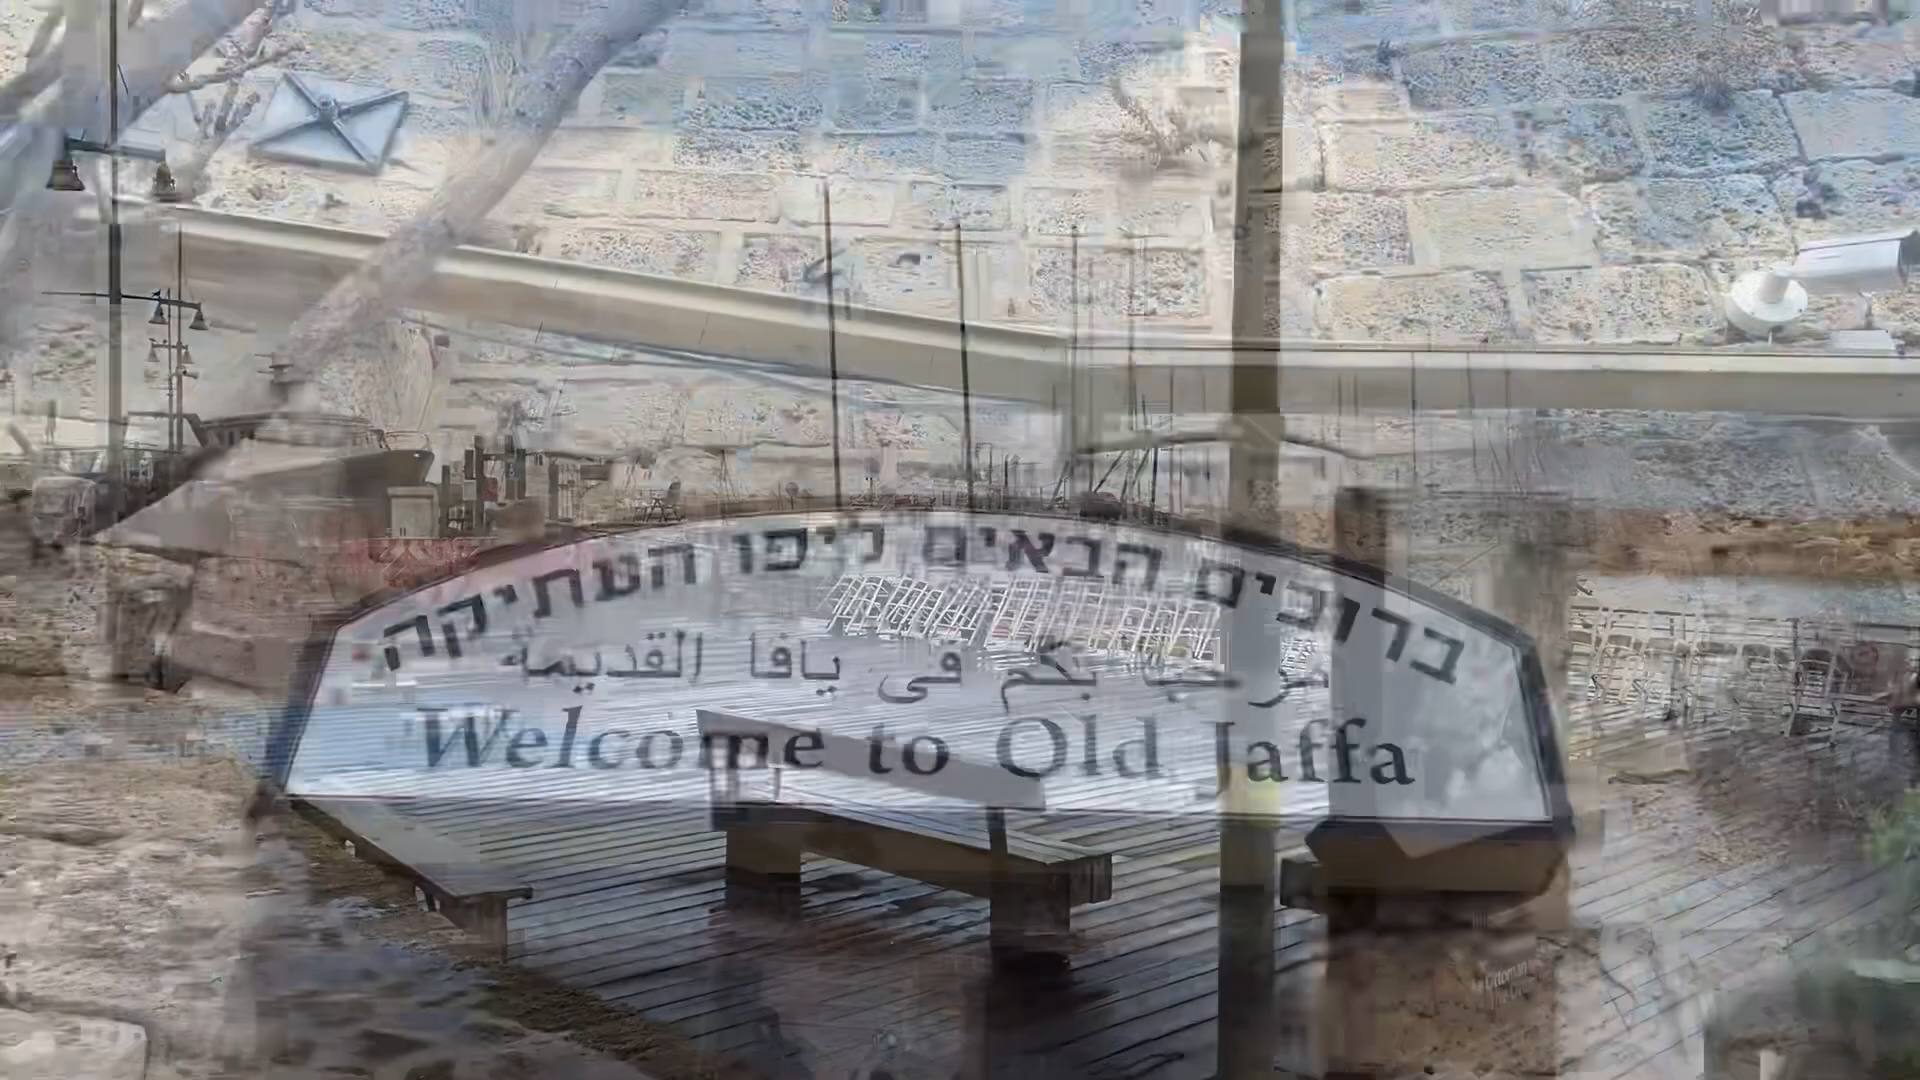 ברוכים הבאים ליפו העתיקה
مرحبا بكم في يافا القديمة
Welcome to Old Jaffa